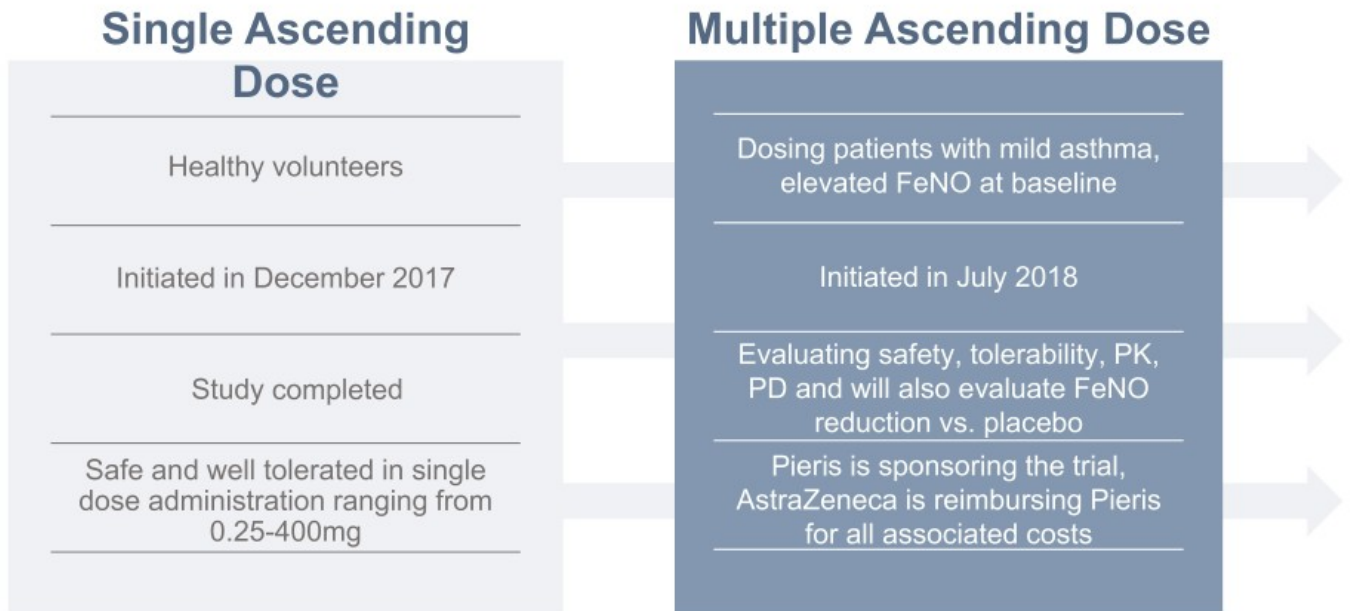 Single Ascending
Dose
Healthy volunteers
Initiated in December 2017
Study completed
Safe and well tolerated in single
dose administration ranging from
0.25-400mg
Multiple Ascending Dose
Dosing patients with mild asthma,
elevated FeNO at baseline
Initiated in July 2018
Evaluating safety, tolerability, PK,
PD and will also evaluate FeNO
reduction vs. placebo
Pieris is sponsoring the trial,
AstraZeneca is reimbursing Pieris
for all associated costs